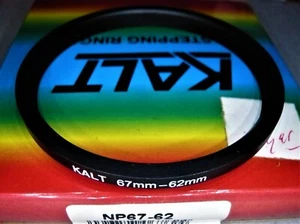 STEPPING RING
KALT
KALT 67mm-62mm
NP67-62